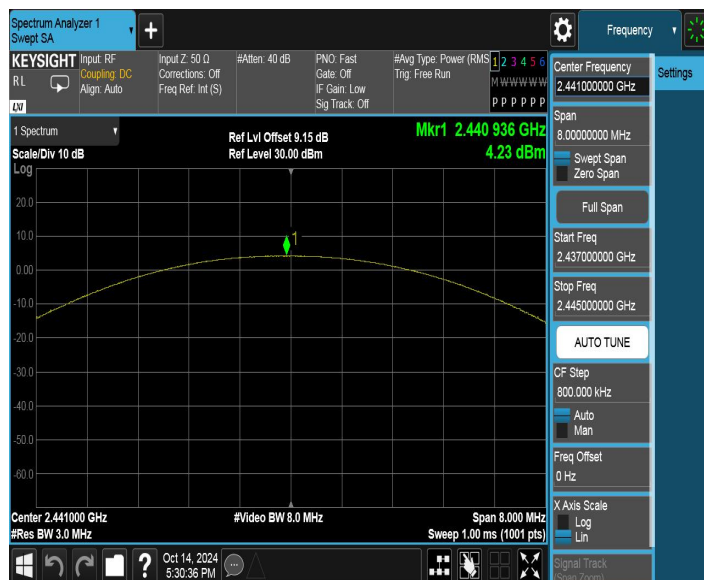 Spectrum Analyzer 1
Swept SA
+
Frequency
KEYSIGHT
RL
LXI
Input: RF
Coupling: DC
Align: Auto
Input Z: 50 Ω
Corrections: Off
Freq Ref: Int (S)
#Atten: 40 dB
PNO: Fast
Gate: Off
IF Gain: Low
Sig Track: Off
#Avg Type: Power (RMS
Trig: Free Run
1 2 3 4 5 6
M W W W W W
P P P P P P
1 Spectrum
Scale/Div 10 dB
Log
Ref Lvl Offset 9.15 dB
Ref Level 30.00 dBm
Mkr1 2.440 936 GHz
4.23 dBm
20.0
10.0
0.00
-10.0
-20.0
-30.0
-40.0
-50.0
-60.0
1
Center 2.441000 GHz
#Res BW 3.0 MHz
#Video BW 8.0 MHz
Span 8.000 MHz
Sweep 1.00 ms (1001 pts)
?
Oct 14, 2024
5:30:36 PM
Center Frequency
2.441000000 GHz
Span
8.00000000 MHz
Swept Span
Zero Span
Full Span
Start Freq
2.437000000 GHz
Stop Freq
2.445000000 GHz
AUTO TUNE
CF Step
800.000 kHz
Auto
Man
Freq Offset
0 Hz
X Axis Scale
Log
Lin
Signal Track
(Span Zoom)
Settings